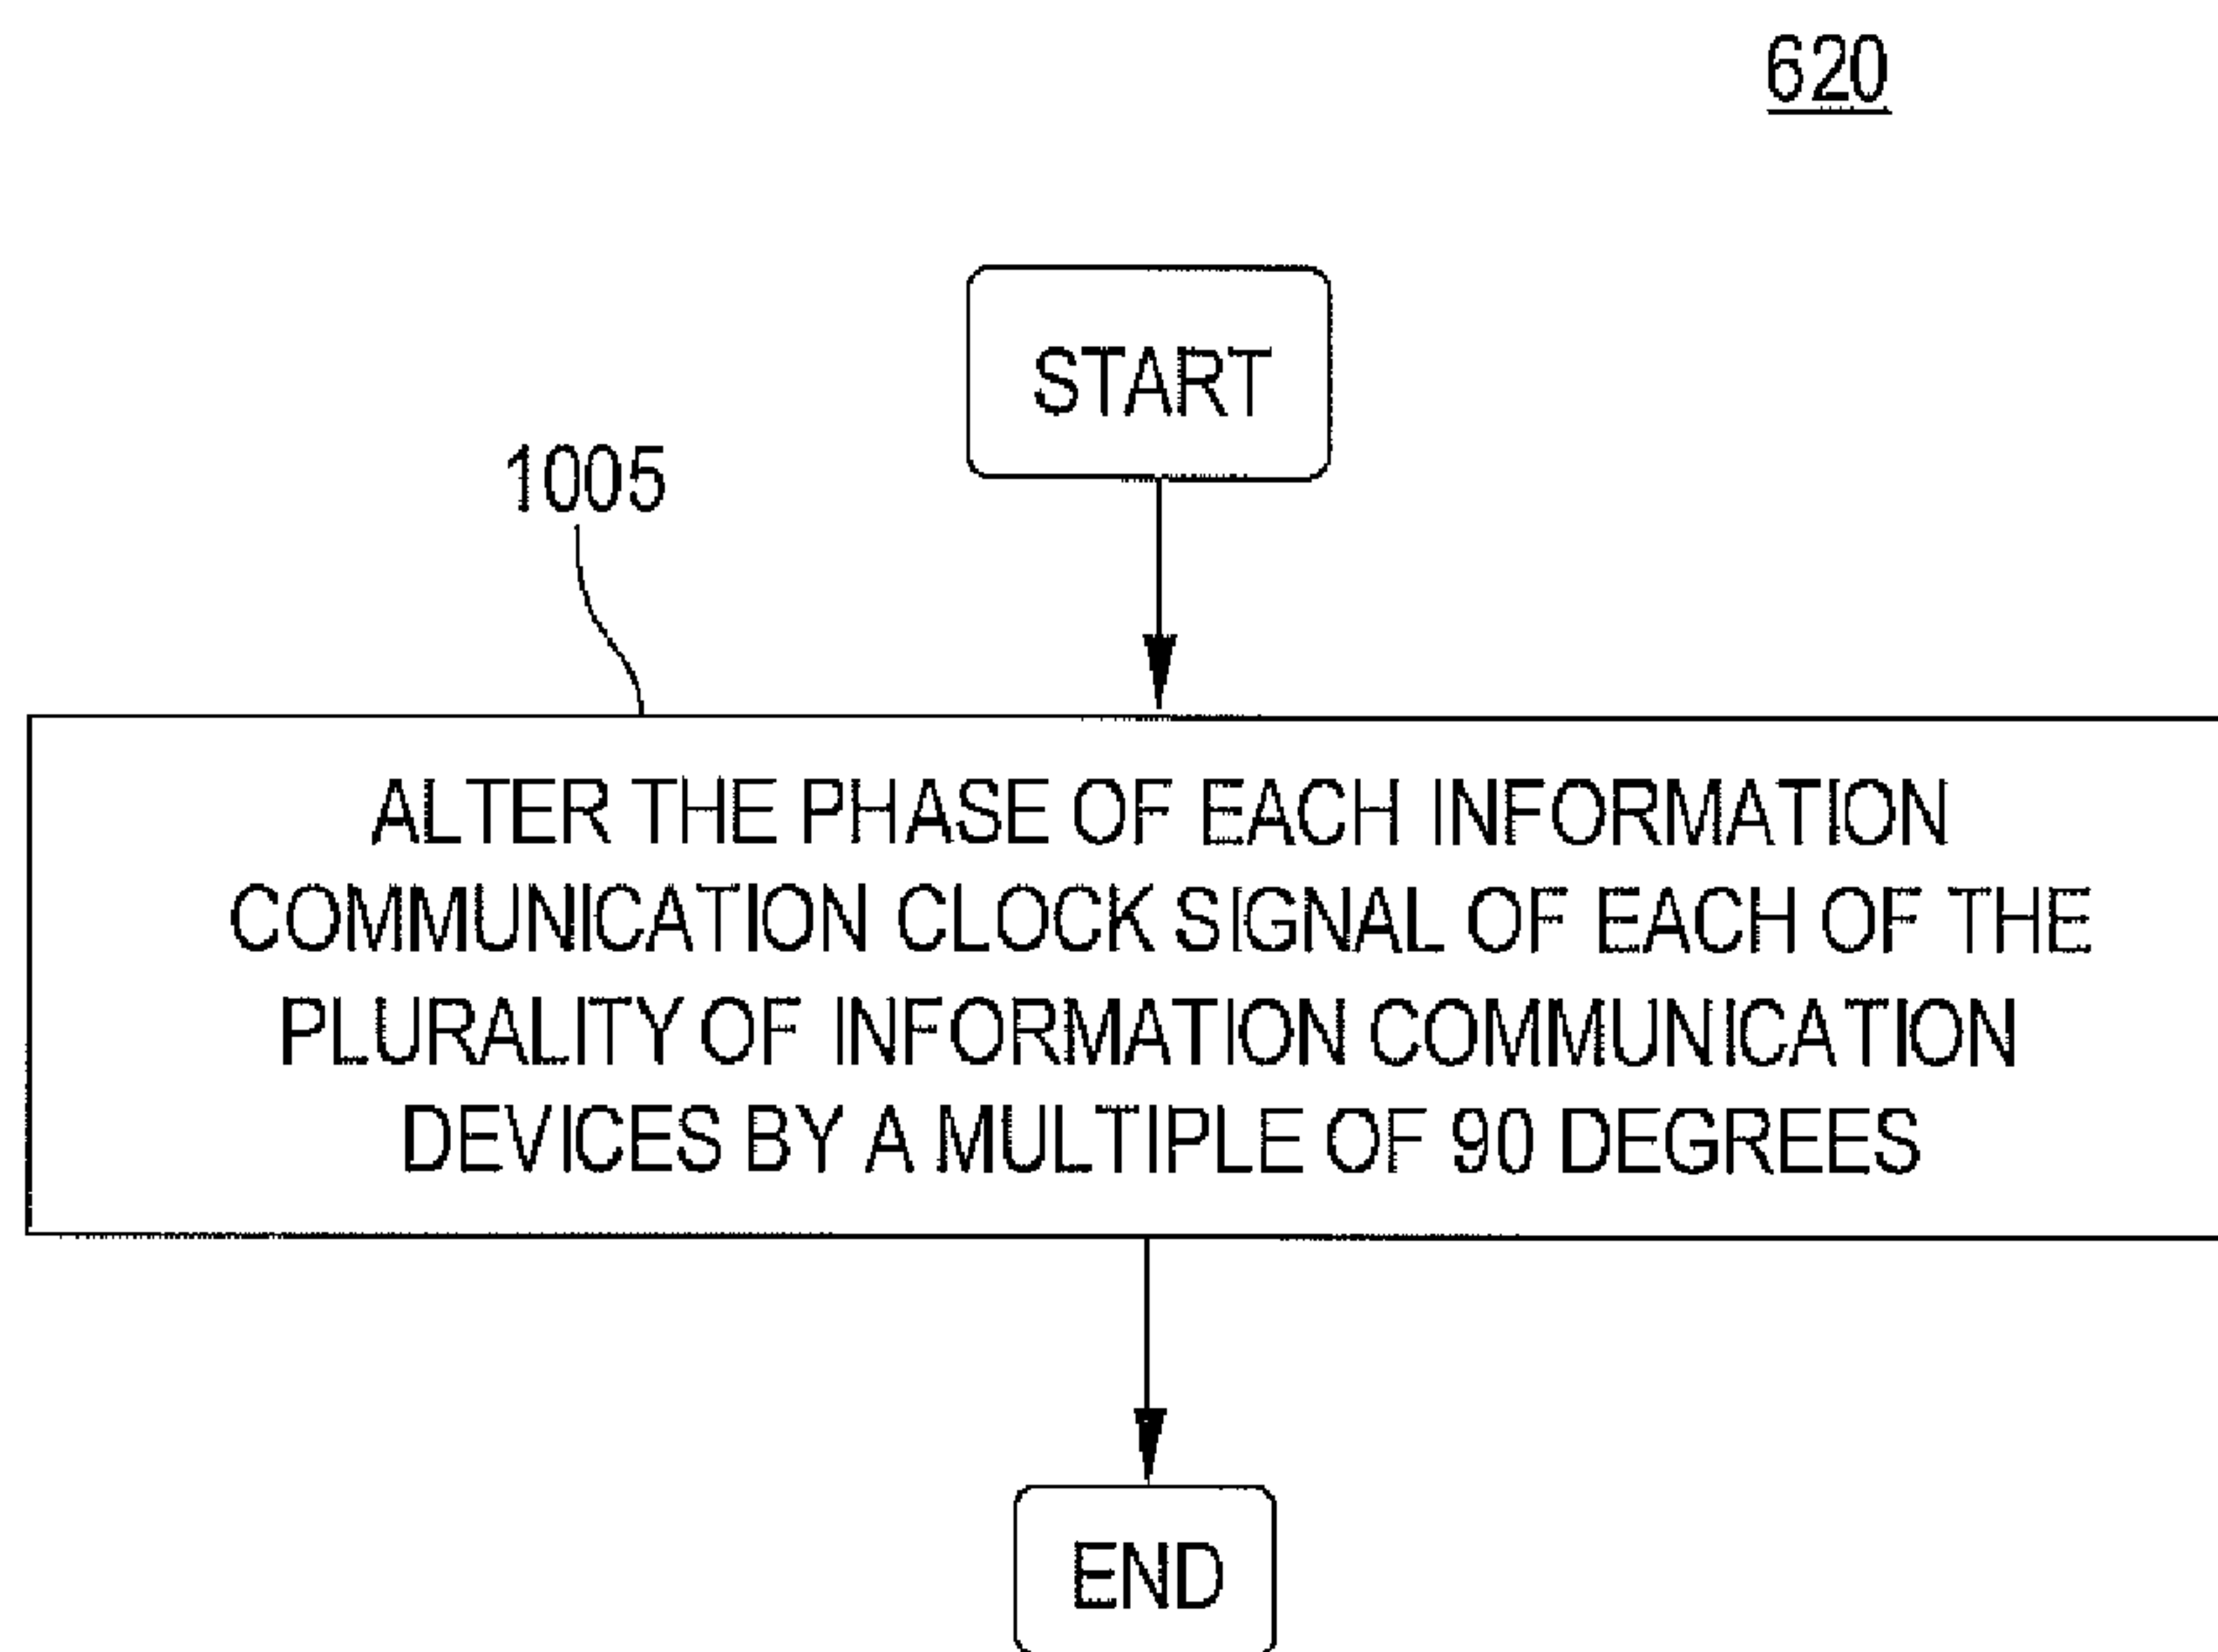 620
START
1005
ALTER THE PHASE OF EACH INFORMATION
COMMUNICATION CLOCK SIGNAL OF EACH OF THE
PLURALITY OF INFORMATION COMMUNICATION
DEVICES BY A MULTIPLE OF 90 DEGREES
END